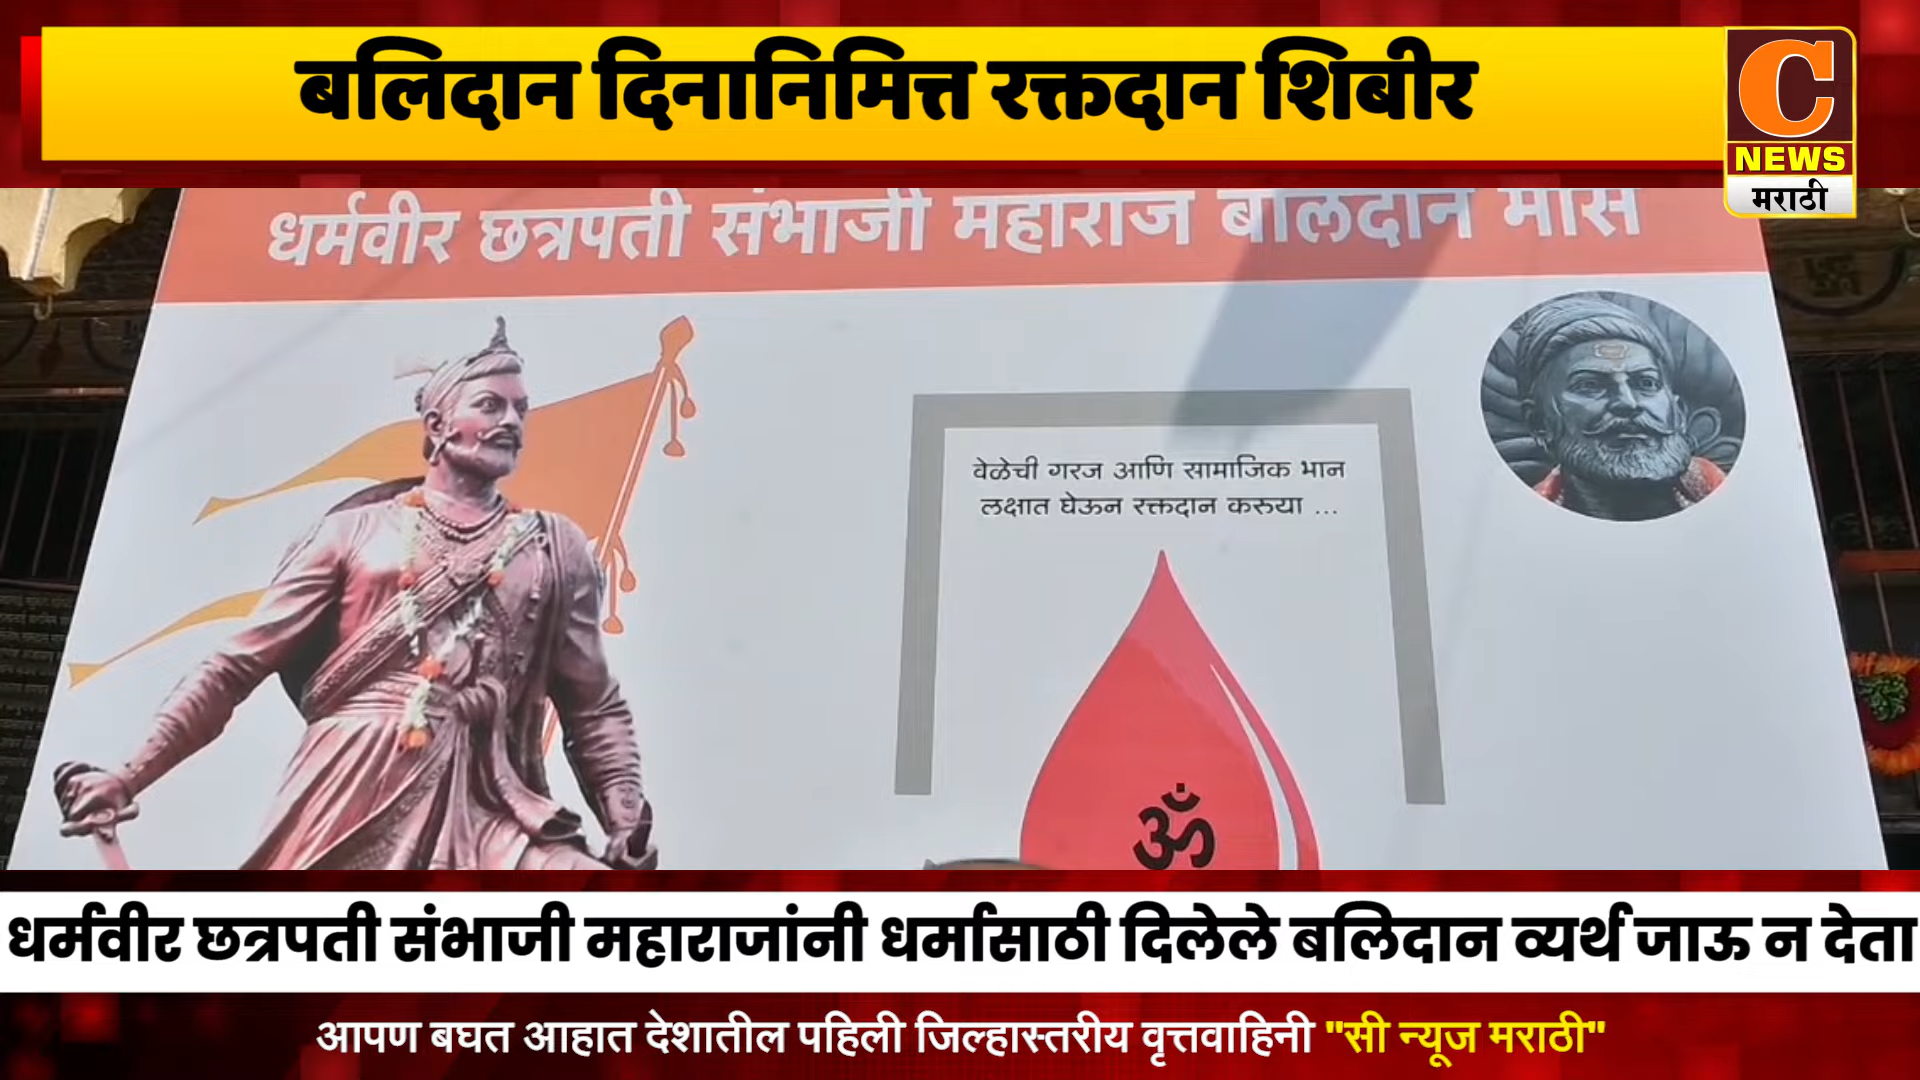 बलिदान दिनानिमित्त रक्तदान शिबीर
C
NEWS
मराठी
धर्मवीर छत्रपती संभाजी महाराज बलिदान मास
वेळेची गरज आणि सामाजिक भान
लक्षात घेऊन रक्तदान करुया ...
ॐ
धर्मवीर छत्रपती संभाजी महाराजांनी धर्मासाठी दिलेले बलिदान व्यर्थ जाऊ न देता
आपण बघत आहात देशातील पहिली जिल्हास्तरीय वृत्तवाहिनी "सी न्यूज मराठी"